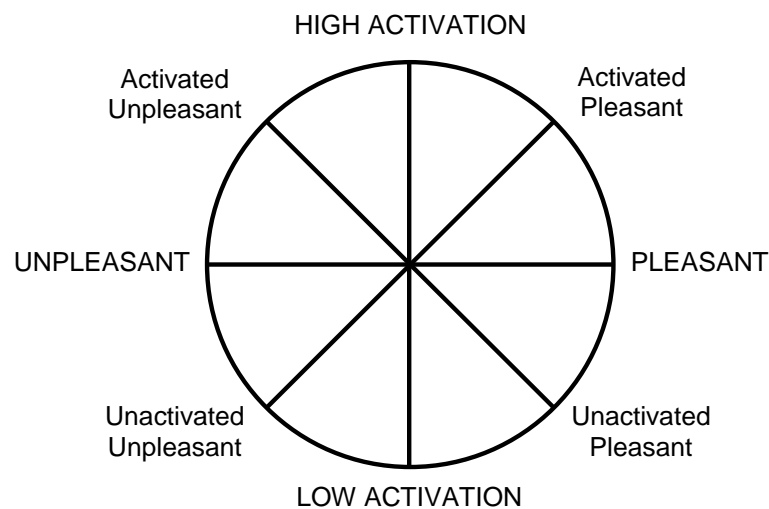 HIGH ACTIVATION
Activated
Unpleasant
Activated
Pleasant
UNPLEASANT
PLEASANT
Unactivated
Unpleasant
Unactivated
Pleasant
LOW ACTIVATION